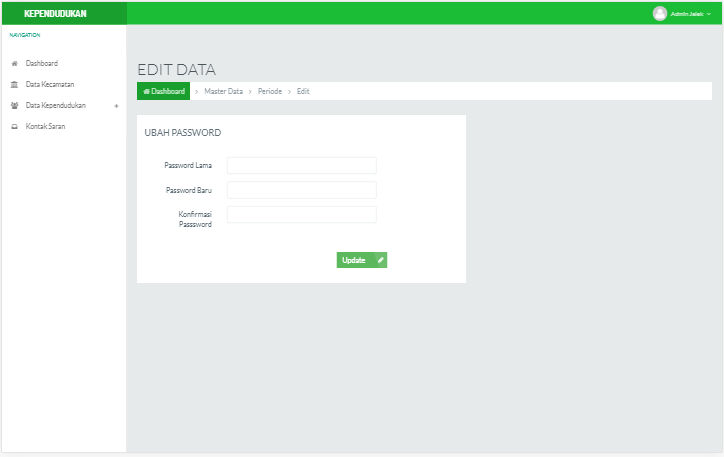 KEPENDUDUKAN
Admin Jalek
NAVIGATION
Dashboard
Data Kecamatan
Data Kependudukan
Kontak Saran
EDIT DATA
Dashboard > Master Data > Periode > Edit
UBAH PASSWORD
Password Lama
Password Baru
Konfirmasi
Passsword
Update